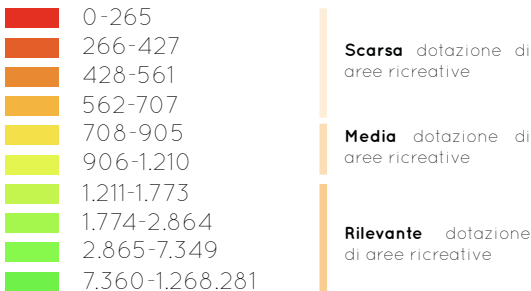 0-265
266-427
428-561
562-707
708-905
906-1.210
1.211-1.773
1.774-2.864
2.865-7.349
7.360-1.268.281
Scarsa dotazione di
aree ricreative
Media dotazione di
aree ricreative
Rilevante dotazione
di aree ricreative